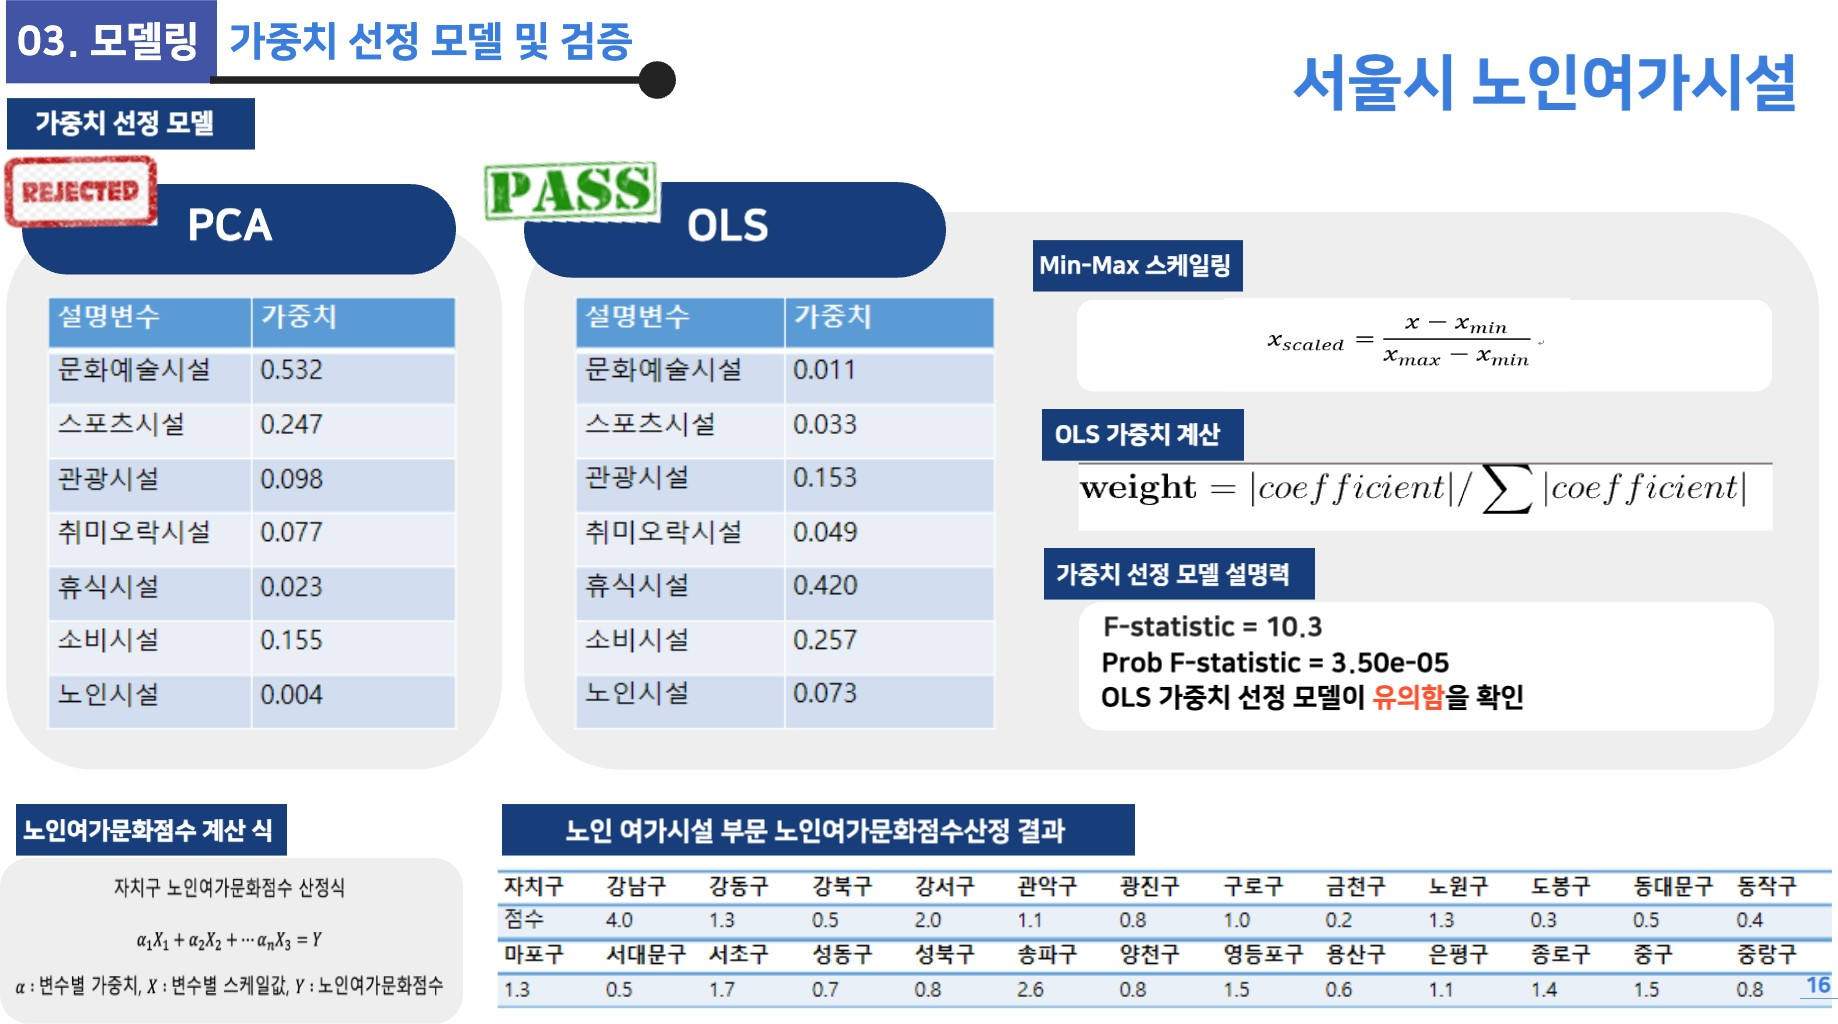 03. 모델링 가중치 선정 모델 및 검증
서울시 노인여가시설
가중치 선정 모델
REJECTED
PCA
설명변수 가중치
문화예술시설 0.532
스포츠시설 0.247
관광시설 0.098
취미오락시설 0.077
휴식시설 0.023
소비시설 0.155
노인시설 0.004
PASS
OLS
설명변수 가중치
문화예술시설 0.011
스포츠시설 0.033
관광시설 0.153
취미오락시설 0.049
휴식시설 0.420
소비시설 0.257
노인시설 0.073
Min-Max 스케일링
x_scaled = (x − x_min) / (x_max − x_min)
OLS 가중치 계산
weight = |coefficient| / ∑ |coefficient|
가중치 선정 모델 설명력
F-statistic = 10.3
Prob F-statistic = 3.50e-05
OLS 가중치 선정 모델이 유의함을 확인
노인여가문화점수 계산 식
자치구 노인여가문화점수 산정식
α₁X₁ + α₂X₂ + ⋯ αₙX₃ = Y
α : 변수별 가중치, X : 변수별 스케일값, Y : 노인여가문화점수
노인 여가시설 부문 노인여가문화점수산정 결과
자치구 강남구 강동구 강북구 강서구 관악구 광진구 구로구 금천구 노원구 도봉구 동대문구 동작구
점수 4.0 1.3 0.5 2.0 1.1 0.8 1.0 0.2 1.3 0.3 0.5 0.4
마포구 서대문구 서초구 성동구 성북구 송파구 양천구 영등포구 용산구 은평구 종로구 중구 중랑구
1.3 0.5 1.7 0.7 0.8 2.6 0.8 1.5 0.6 1.1 1.4 1.5 0.8
16